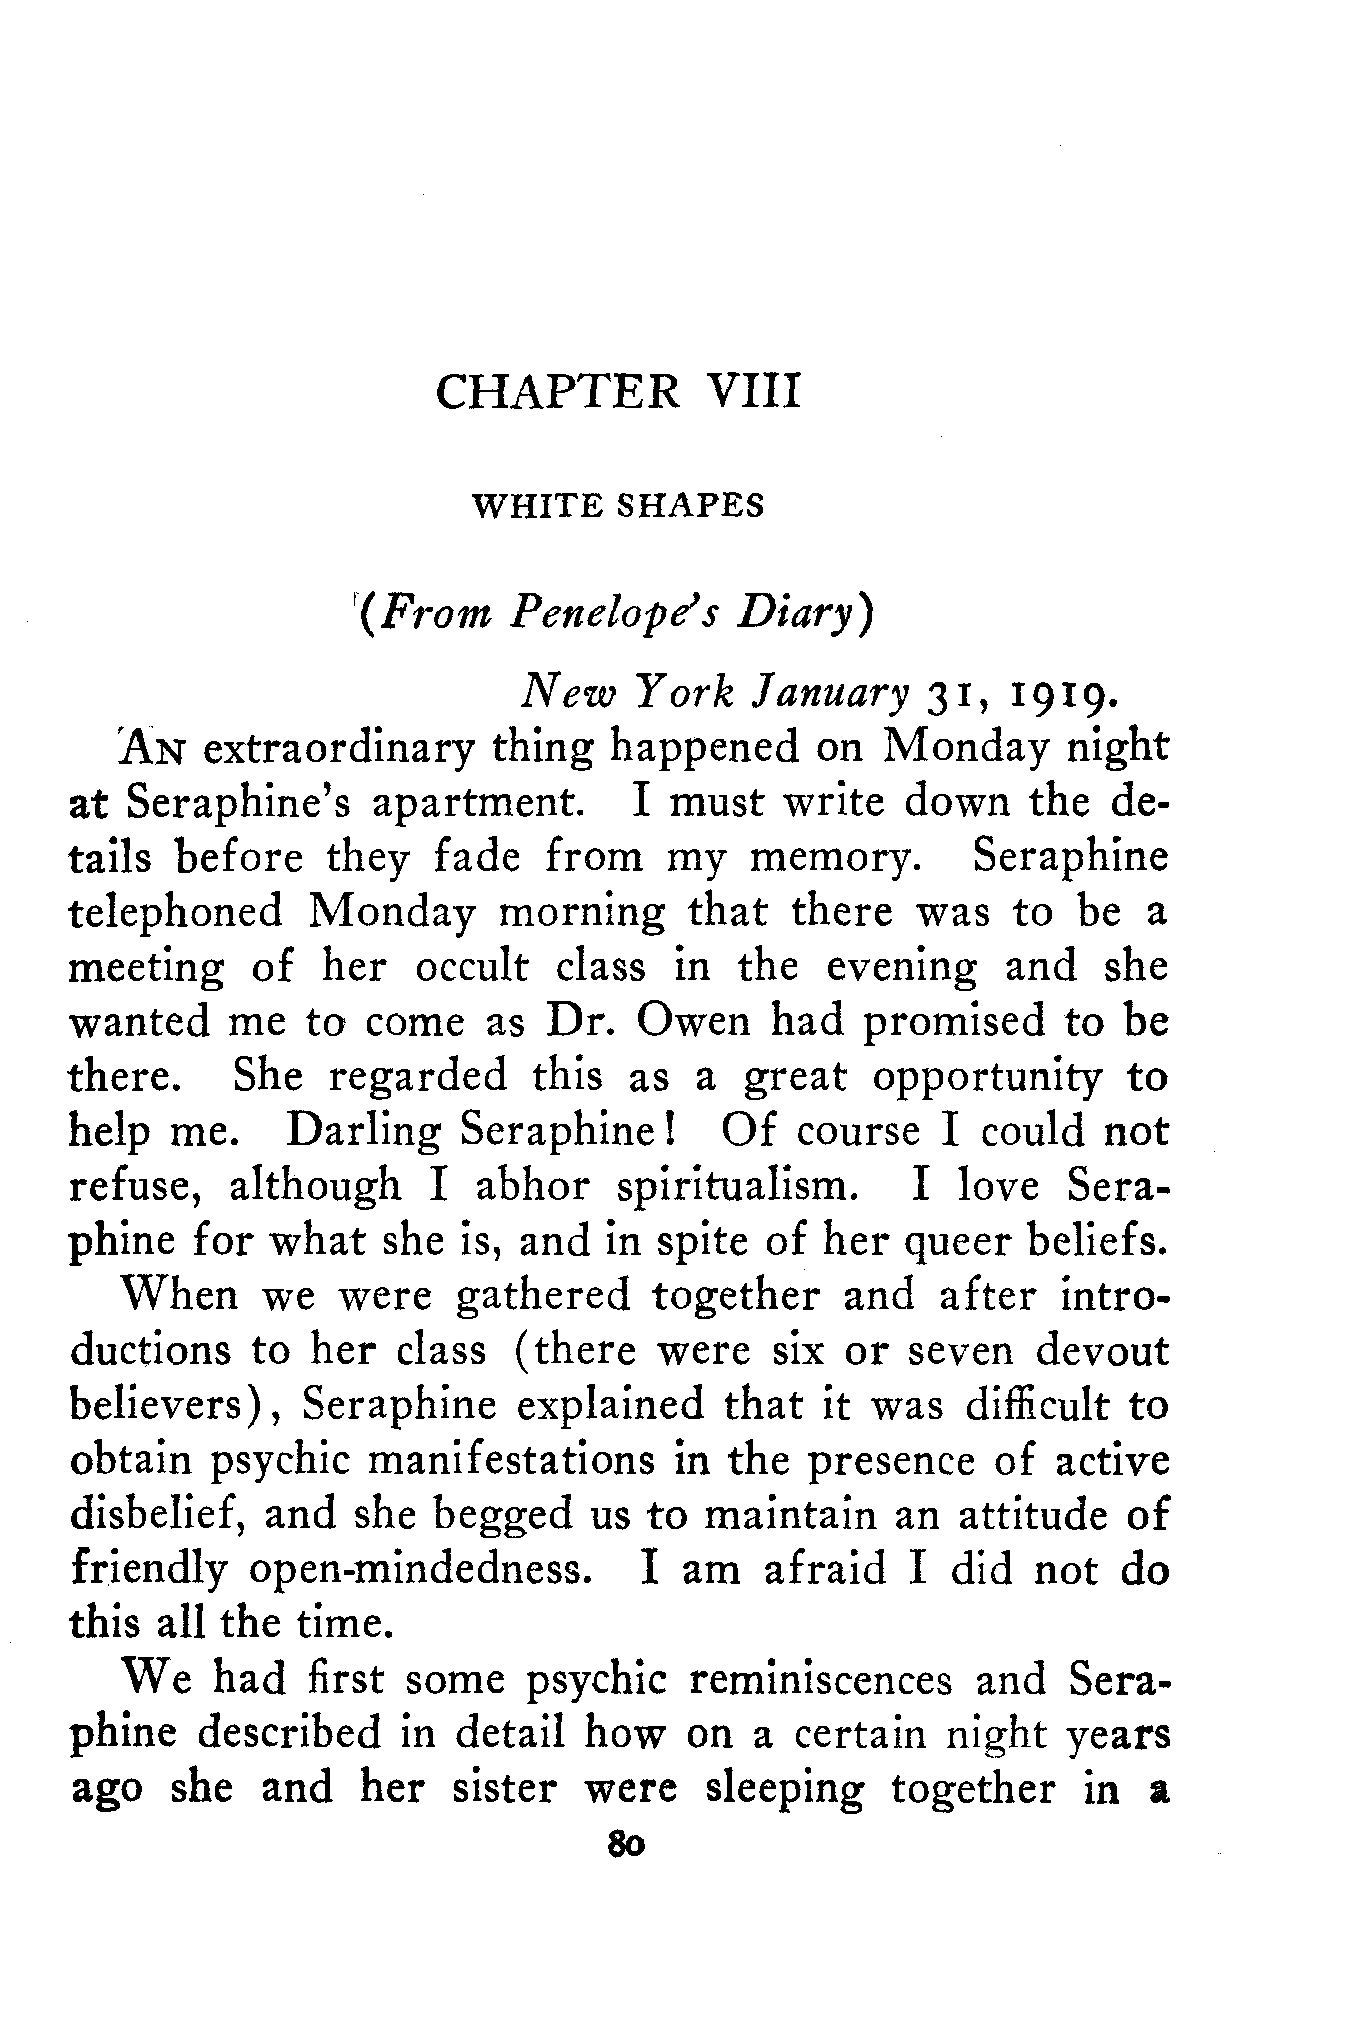 CHAPTER VIII
WHITE SHAPES
(From Penelope's Diary)
New York January 31, 1919.
AN extraordinary thing happened on Monday night
at Seraphine's apartment. I must write down the de-
tails before they fade from my memory. Seraphine
telephoned Monday morning that there was to be a
meeting of her occult class in the evening and she
wanted me to come as Dr. Owen had promised to be
there. She regarded this as a great opportunity to
help me. Darling Seraphine! Of course I could not
refuse, although I abhor spiritualism. I love Sera-
phine for what she is, and in spite of her queer beliefs.
When we were gathered together and after intro-
ductions to her class (there were six or seven devout
believers), Seraphine explained that it was difficult to
obtain psychic manifestations in the presence of active
disbelief, and she begged us to maintain an attitude of
friendly open-mindedness. I am afraid I did not do
this all the time.
We had first some psychic reminiscences and Sera-
phine described in detail how on a certain night years
ago she and her sister were sleeping together in a
80